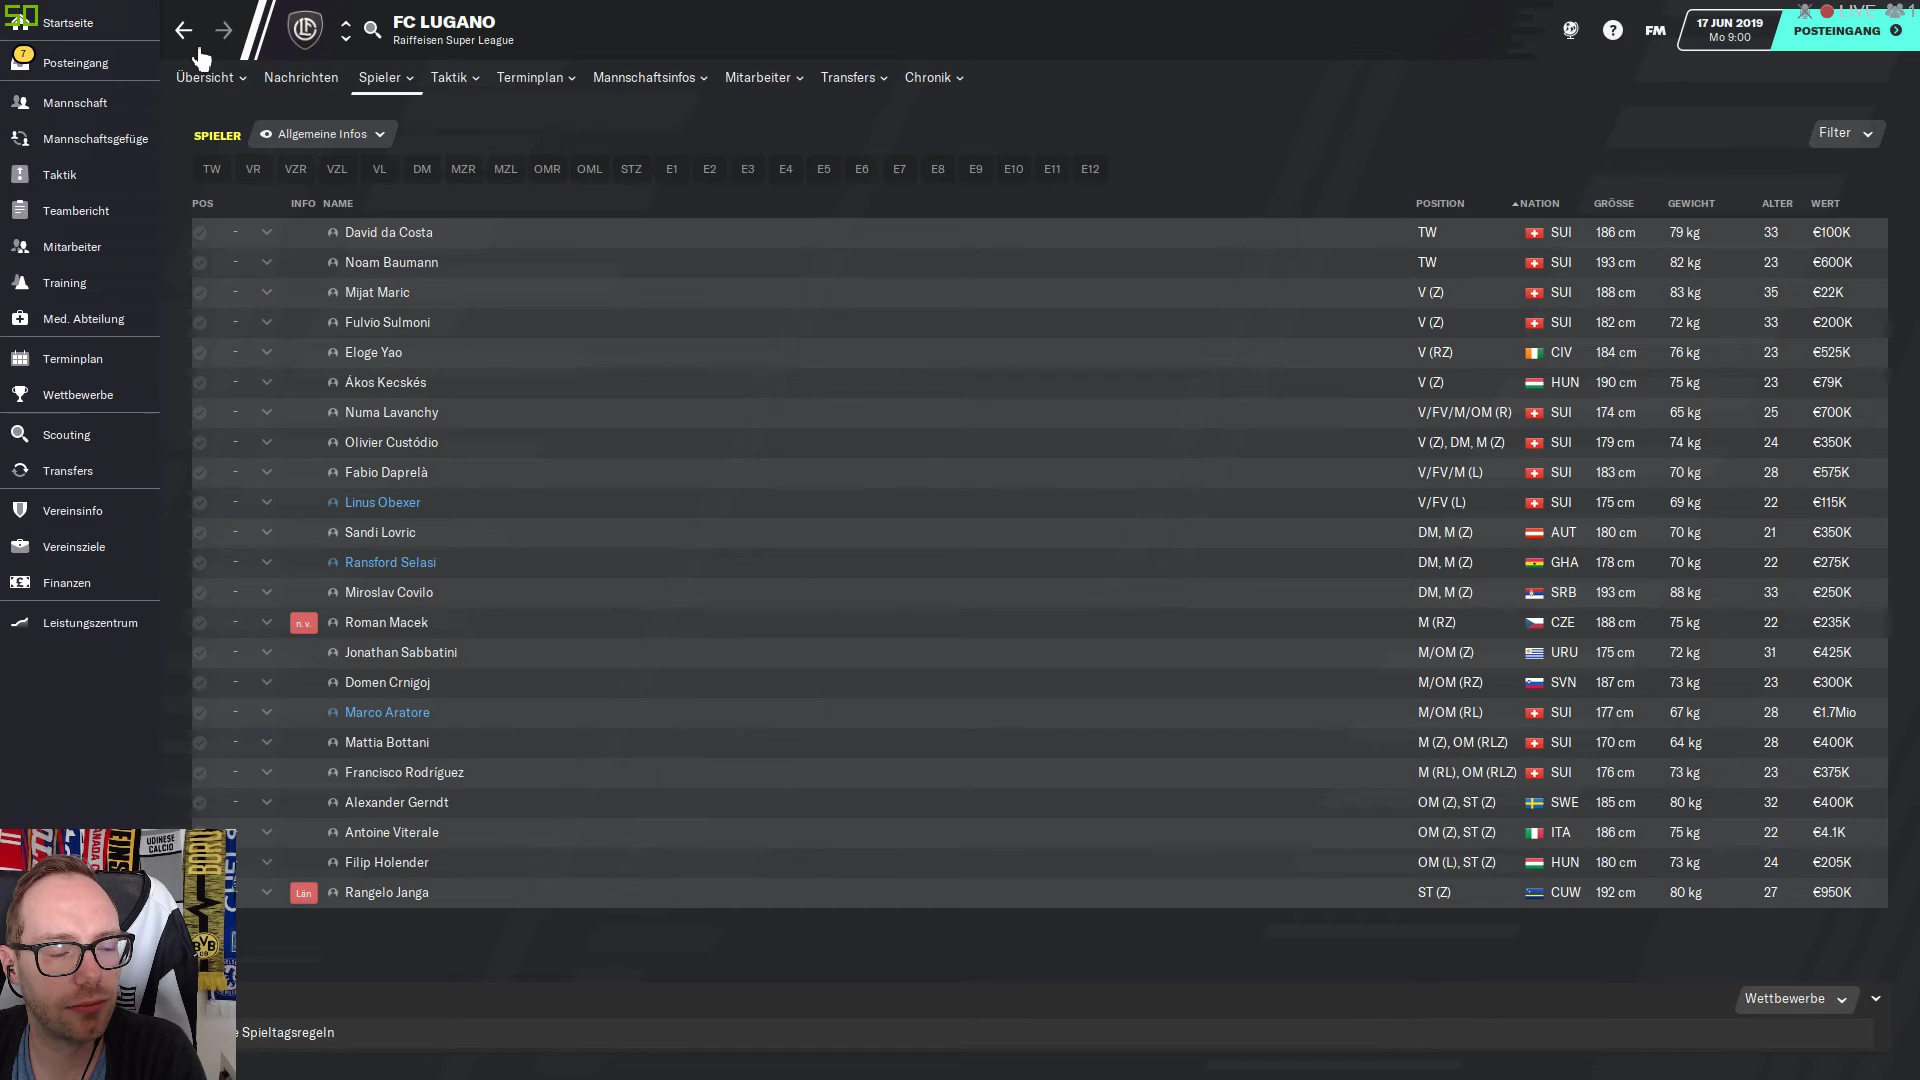 50
Startseite
7
Posteingang
Mannschaft
Mannschaftsgefüge
Taktik
Teambericht
Mitarbeiter
Training
Med. Abteilung
Terminplan
Wettbewerbe
Scouting
Transfers
Vereinsinfo
Vereinsziele
Finanzen
Leistungszentrum
FC LUGANO
Raiffeisen Super League
FM
17 JUN 2019
Mo 9:00
LIVE 1
POSTEINGANG
Übersicht Nachrichten Spieler Taktik Terminplan Mannschaftsinfos Mitarbeiter Transfers Chronik
SPIELER Allgemeine Infos Filter
TW VR VZR VZL VL DM MZR MZL OMR OML STZ E1 E2 E3 E4 E5 E6 E7 E8 E9 E10 E11 E12
POS INFO NAME POSITION NATION GRÖSSE GEWICHT ALTER WERT
- David da Costa TW SUI 186 cm 79 kg 33 €100K
- Noam Baumann TW SUI 193 cm 82 kg 23 €600K
- Mijat Maric V (Z) SUI 188 cm 83 kg 35 €22K
- Fulvio Sulmoni V (Z) SUI 182 cm 72 kg 33 €200K
- Eloge Yao V (RZ) CIV 184 cm 76 kg 23 €525K
- Ákos Kecskés V (Z) HUN 190 cm 75 kg 23 €79K
- Numa Lavanchy V/FV/M/OM (R) SUI 174 cm 65 kg 25 €700K
- Olivier Custódio V (Z), DM, M (Z) SUI 179 cm 74 kg 24 €350K
- Fabio Daprelà V/FV/M (L) SUI 183 cm 70 kg 28 €575K
- Linus Obexer V/FV (L) SUI 175 cm 69 kg 22 €115K
- Sandi Lovric DM, M (Z) AUT 180 cm 70 kg 21 €350K
- Ransford Selasi DM, M (Z) GHA 178 cm 70 kg 22 €275K
- Miroslav Covilo DM, M (Z) SRB 193 cm 88 kg 33 €250K
- n.v. Roman Macek M (RZ) CZE 188 cm 75 kg 22 €235K
- Jonathan Sabbatini M/OM (Z) URU 175 cm 72 kg 31 €425K
- Domen Crnigoj M/OM (RZ) SVN 187 cm 73 kg 23 €300K
- Marco Aratore M/OM (RL) SUI 177 cm 67 kg 28 €1.7Mio
- Mattia Bottani M (Z), OM (RLZ) SUI 170 cm 64 kg 28 €400K
- Francisco Rodríguez M (RL), OM (RLZ) SUI 176 cm 73 kg 23 €375K
- Alexander Gerndt OM (Z), ST (Z) SWE 185 cm 80 kg 32 €400K
- Antoine Viterale OM (Z), ST (Z) ITA 186 cm 75 kg 22 €4.1K
Filip Holender OM (L), ST (Z) HUN 180 cm 73 kg 24 €205K
Län Rangelo Janga ST (Z) CUW 192 cm 80 kg 27 €950K
Wettbewerbe
e Spieltagsregeln
UDINESE
CALCIO
BVB
09